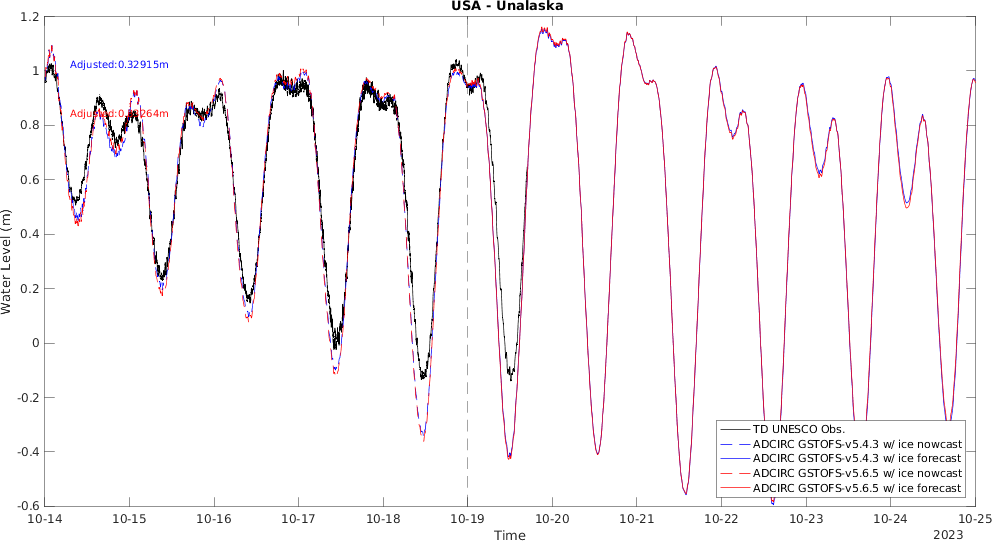 USA - Unalaska
1.2
1
0.8
0.6
0.4
0.2
0
-0.2
-0.4
-0.6
Water Level (m)
Adjusted:0.32915m
TD UNESCO Obs.
ADCIRC GSTOFS-v5.4.3 w/ ice nowcast
ADCIRC GSTOFS-v5.4.3 w/ ice forecast
ADCIRC GSTOFS-v5.6.5 w/ ice nowcast
ADCIRC GSTOFS-v5.6.5 w/ ice forecast
10-14 10-15 10-16 10-17 10-18 10-19 10-20 10-21 10-22 10-23 10-24 10-25
Time
2023